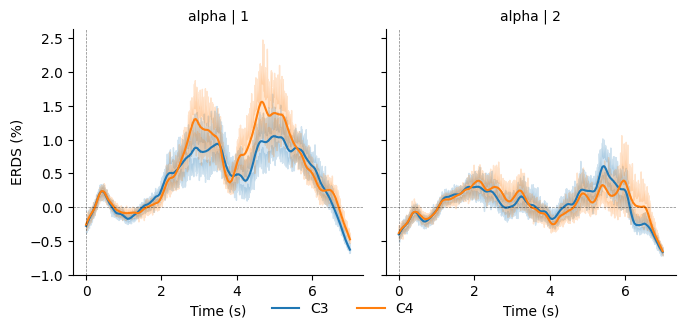 alpha | 1
alpha | 2
ERDS (%)
2.5
2.0
1.5
1.0
0.5
0.0
−0.5
−1.0
0 2 4 6
0 2 4 6
Time (s)
C3
C4
Time (s)